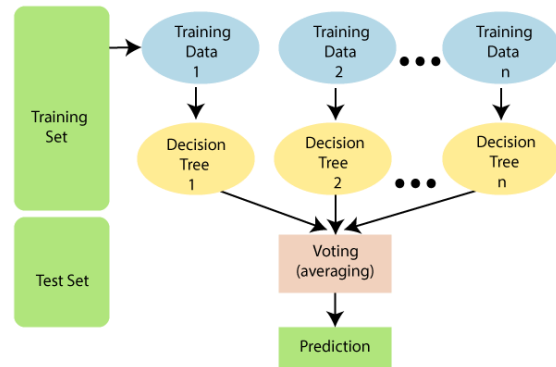 Training
Set
Training
Data
1
Training
Data
2
Training
Data
n
Decision
Tree
1
Decision
Tree
2
Decision
Tree
n
Test Set
Voting
(averaging)
Prediction